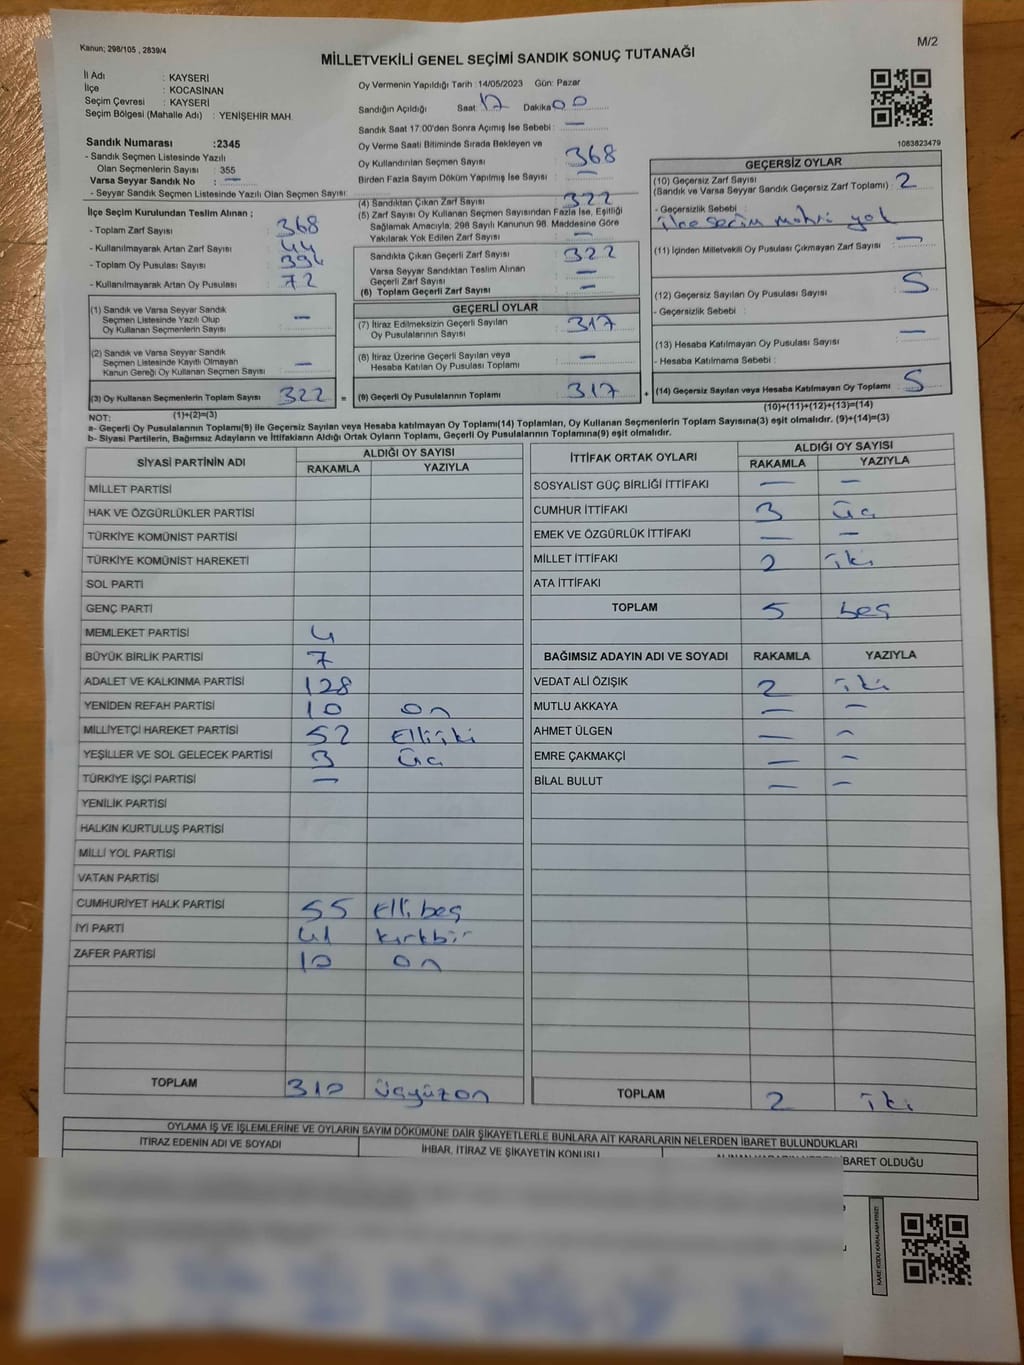 Kanun; 298/105 , 2839/4
M/2
MİLLETVEKİLİ GENEL SEÇİMİ SANDIK SONUÇ TUTANAĞI
İl Adı : KAYSERİ
İlçe : KOCASİNAN
Seçim Çevresi : KAYSERİ
Seçim Bölgesi (Mahalle Adı) : YENİŞEHİR MAH.
Sandık Numarası :2345
- Sandık Seçmen Listesinde Yazılı
Olan Seçmenlerin Sayısı : 355
Varsa Seyyar Sandık No : —
- Seyyar Sandık Seçmen Listesinde Yazılı Olan Seçmen Sayısı:
İlçe Seçim Kurulundan Teslim Alınan ;
- Toplam Zarf Sayısı : 368
- Kullanılmayarak Artan Zarf Sayısı : 44
- Toplam Oy Pusulası Sayısı : 394
- Kullanılmayarak Artan Oy Pusulası : 72
(1) Sandık ve Varsa Seyyar Sandık
Seçmen Listesinde Yazılı Olup
Oy Kullanan Seçmenlerin Sayısı : —
(2) Sandık ve Varsa Seyyar Sandık
Seçmen Listesinde Kayıtlı Olmayan
Kanun Gereği Oy Kullanan Seçmen Sayısı : —
(3) Oy Kullanan Seçmenlerin Toplam Sayısı : 322
(1)+(2)=(3)
Oy Vermenin Yapıldığı Tarih : 14/05/2023 Gün: Pazar
Sandığın Açıldığı Saat 17 Dakika 00
Sandık Saat 17:00'den Sonra Açımış İse Sebebi : —
Oy Verme Saati Bitiminde Sırada Bekleyen ve
Oy Kullandırılan Seçmen Sayısı : 368
Birden Fazla Sayım Döküm Yapılmış İse Sayısı : —
(4) Sandıktan Çıkan Zarf Sayısı : 322
(5) Zarf Sayısı Oy Kullanan Seçmen Sayısından Fazla İse, Eşitliği
Sağlamak Amacıyla, 298 Sayılı Kanunun 98. Maddesine Göre
Yakılarak Yok Edilen Zarf Sayısı : —
Sandıkta Çıkan Geçerli Zarf Sayısı : 322
Varsa Seyyar Sandıktan Teslim Alınan
Geçerli Zarf Sayısı : —
(6) Toplam Geçerli Zarf Sayısı : —
GEÇERLİ OYLAR
(7) İtiraz Edilmeksizin Geçerli Sayılan
Oy Pusulalarının Sayısı : 317
(8) İtiraz Üzerine Geçerli Sayılan veya
Hesaba Katılan Oy Pusulaları Toplamı : —
= (9) Geçerli Oy Pusulalarının Toplamı : 317
1083823479
GEÇERSİZ OYLAR
(10) Geçersiz Zarf Sayısı
(Sandık ve Varsa Seyyar Sandık Geçersiz Zarf Toplamı) : 2
- Geçersizlik Sebebi :
ilçe seçim mohri yok
(11) İçinden Milletvekili Oy Pusulası Çıkmayan Zarf Sayısı : —
(12) Geçersiz Sayılan Oy Pusulası Sayısı : 5
- Geçersizlik Sebebi :
(13) Hesaba Katılmayan Oy Pusulası Sayısı : —
- Hesaba Katılmama Sebebi :
+ (14) Geçersiz Sayılan veya Hesaba Katılmayan Oy Toplamı : 5
(10)+(11)+(12)+(13)=(14)
NOT:
a- Geçerli Oy Pusulalarının Toplamı(9) ile Geçersiz Sayılan veya Hesaba katılmayan Oy Toplamı(14) Toplamları, Oy Kullanan Seçmenlerin Toplam Sayısına(3) eşit olmalıdır. (9)+(14)=(3)
b- Siyasi Partilerin, Bağımsız Adayların ve İttifakların Aldığı Ortak Oyların Toplamı, Geçerli Oy Pusulalarının Toplamına(9) eşit olmalıdır.
SİYASİ PARTİNİN ADI ALDIĞI OY SAYISI
RAKAMLA YAZIYLA
MİLLET PARTİSİ
HAK VE ÖZGÜRLÜKLER PARTİSİ
TÜRKİYE KOMÜNİST PARTİSİ
TÜRKİYE KOMÜNİST HAREKETİ
SOL PARTİ
GENÇ PARTİ
MEMLEKET PARTİSİ 4
BÜYÜK BİRLİK PARTİSİ 7
ADALET VE KALKINMA PARTİSİ 128
YENİDEN REFAH PARTİSİ 10 on
MİLLİYETÇİ HAREKET PARTİSİ 52 elliiki
YEŞİLLER VE SOL GELECEK PARTİSİ 3 üç
TÜRKİYE İŞÇİ PARTİSİ —
YENİLİK PARTİSİ
HALKIN KURTULUŞ PARTİSİ
MİLLİ YOL PARTİSİ
VATAN PARTİSİ
CUMHURİYET HALK PARTİSİ 55 elli beş
İYİ PARTİ 41 kırkbir
ZAFER PARTİSİ 10 on
TOPLAM 310 üçyüzon
İTTİFAK ORTAK OYLARI ALDIĞI OY SAYISI
RAKAMLA YAZIYLA
SOSYALİST GÜÇ BİRLİĞİ İTTİFAKI — —
CUMHUR İTTİFAKI 3 üç
EMEK VE ÖZGÜRLÜK İTTİFAKI — —
MİLLET İTTİFAKI 2 iki
ATA İTTİFAKI
TOPLAM 5 beş
BAĞIMSIZ ADAYIN ADI VE SOYADI RAKAMLA YAZIYLA
VEDAT ALİ ÖZIŞIK 2 iki
MUTLU AKKAYA — —
AHMET ÜLGEN — —
EMRE ÇAKMAKÇI — —
BİLAL BULUT — —
TOPLAM 2 iki
OYLAMA İŞ VE İŞLEMLERİNE VE OYLARIN SAYIM DÖKÜMÜNE DAİR ŞİKAYETLERLE BUNLARA AİT KARARLARIN NELERDEN İBARET BULUNDUKLARI
İTİRAZ EDENİN ADI VE SOYADI İHBAR, İTİRAZ VE ŞİKAYETİN KONUSU İBARET OLDUĞU
KARE KODU KARALAMAYINIZ!